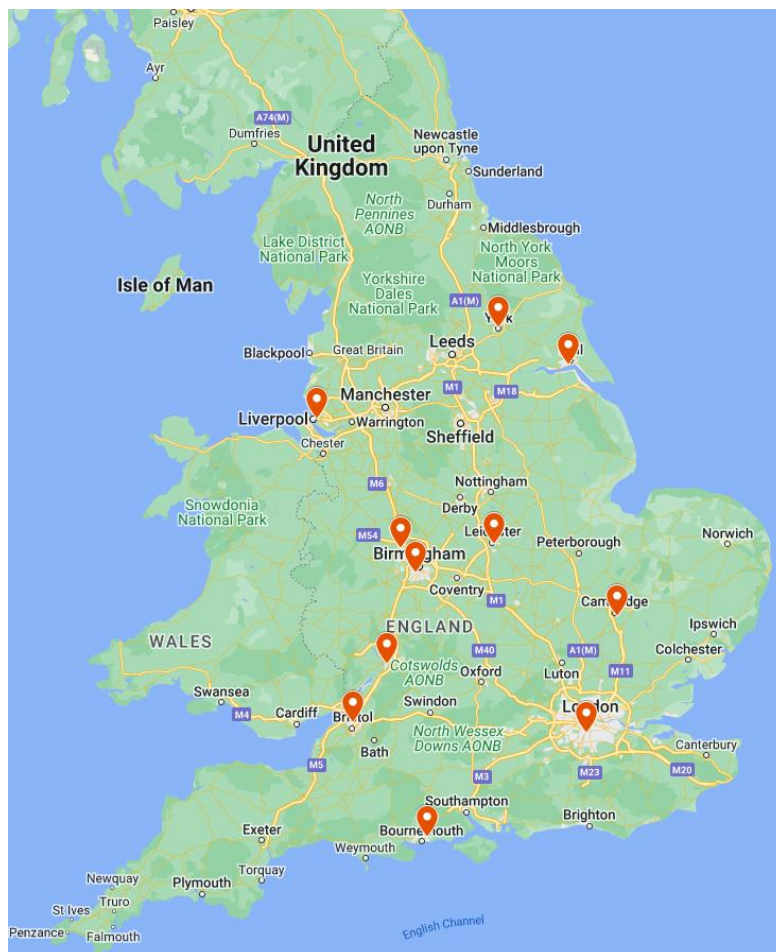 Paisley
Ayr
A74(M)
Dumfries
United
Kingdom
Newcastle
upon Tyne
Sunderland
Durham
North
Pennines
AONB
Middlesbrough
Lake District
National Park
North York
Moors
National Park
Isle of Man
Yorkshire
Dales
National Park
A1(M)
York
Leeds
Blackpool
Great Britain
M1
M18
Manchester
Liverpool
Warrington
Sheffield
Chester
M6
Nottingham
Derby
Snowdonia
National Park
M54
Leicester
Norwich
Birmingham
Peterborough
Coventry
M1
Cambridge
Ipswich
ENGLAND
WALES
M40
A1(M)
Colchester
Cotswolds
AONB
Oxford
Luton
M11
Swansea
Swindon
London
M4
Cardiff
Bristol
North Wessex
Downs AONB
Bath
Canterbury
M5
M3
M23
M20
Southampton
Brighton
Exeter
Bournemouth
Weymouth
Torquay
Newquay
Plymouth
St Ives
Truro
Penzance
Falmouth
English Channel